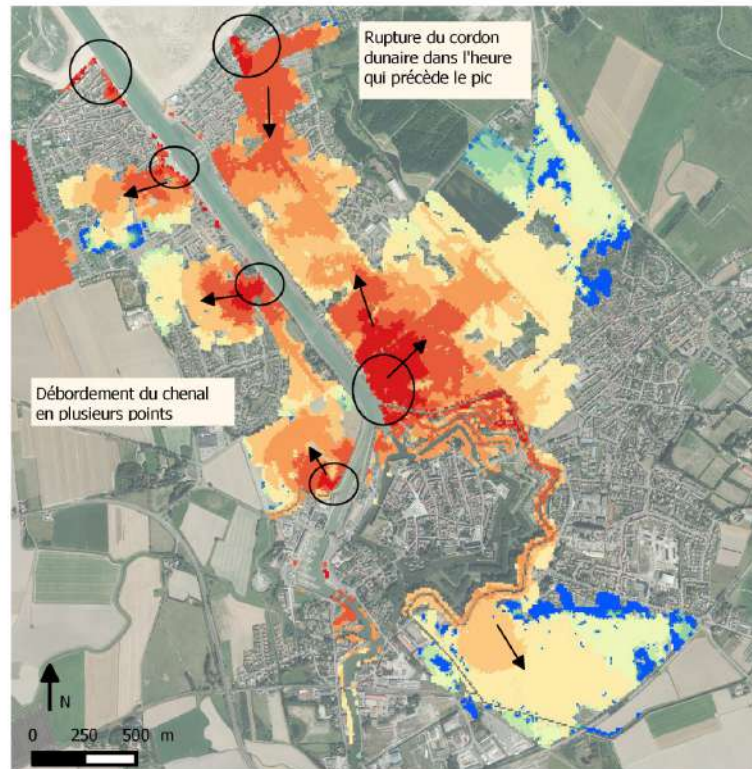 Rupture du cordon
dunaire dans l'heure
qui précède le pic
Débordement du chenal
en plusieurs points
N
0 250 500 m